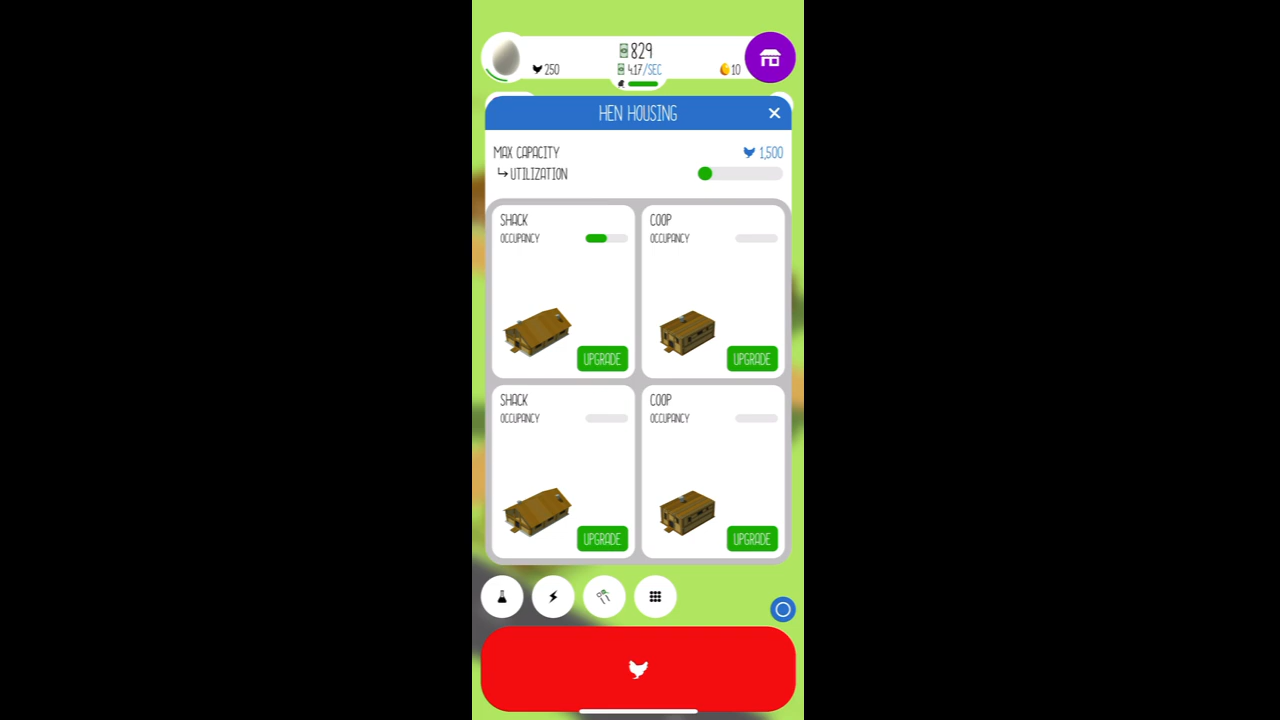 829
250
4.17/SEC
10
HEN HOUSING
MAX CAPACITY
1,500
UTILIZATION
SHACK
OCCUPANCY
UPGRADE
COOP
OCCUPANCY
UPGRADE
SHACK
OCCUPANCY
UPGRADE
COOP
OCCUPANCY
UPGRADE